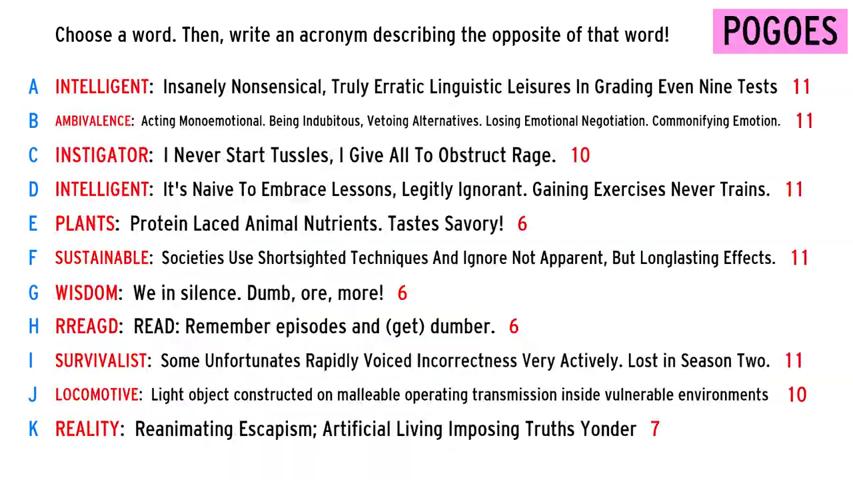 Choose a word. Then, write an acronym describing the opposite of that word!
POGOES
A INTELLIGENT: Insanely Nonsensical, Truly Erratic Linguistic Leisures In Grading Even Nine Tests 11
B AMBIVALENCE: Acting Monoemotional. Being Indubitous, Vetoing Alternatives. Losing Emotional Negotiation. Commonifying Emotion. 11
C INSTIGATOR: I Never Start Tussles, I Give All To Obstruct Rage. 10
D INTELLIGENT: It's Naive To Embrace Lessons, Legitly Ignorant. Gaining Exercises Never Trains. 11
E PLANTS: Protein Laced Animal Nutrients. Tastes Savory! 6
F SUSTAINABLE: Societies Use Shortsighted Techniques And Ignore Not Apparent, But Longlasting Effects. 11
G WISDOM: We in silence. Dumb, ore, more! 6
H RREAGD: READ: Remember episodes and (get) dumber. 6
I SURVIVALIST: Some Unfortunates Rapidly Voiced Incorrectness Very Actively. Lost in Season Two. 11
J LOCOMOTIVE: Light object constructed on malleable operating transmission inside vulnerable environments 10
K REALITY: Reanimating Escapism; Artificial Living Imposing Truths Yonder 7